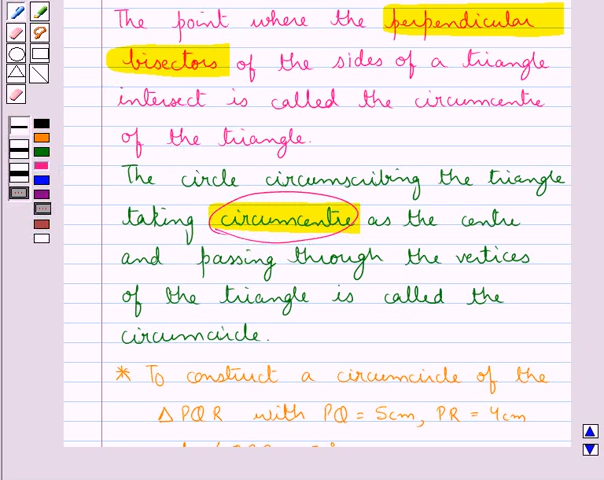 The point where the perpendicular
bisectors of the sides of a triangle
intersect is called the circumcentre
of the triangle.
The circle circumscribing the triangle
taking circumcentre as the centre
and passing through the vertices
of the triangle is called the
circumcircle.
* To construct a circumcircle of the
△ PQR with PQ = 5cm, PR = 4cm